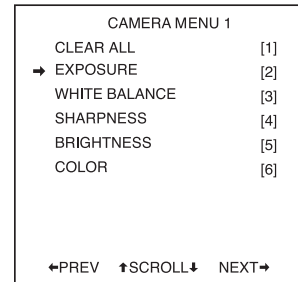 CAMERA MENU 1
CLEAR ALL [1]
➡ EXPOSURE [2]
WHITE BALANCE [3]
SHARPNESS [4]
BRIGHTNESS [5]
COLOR [6]
⬅PREV ⬆SCROLL⬇ NEXT➡